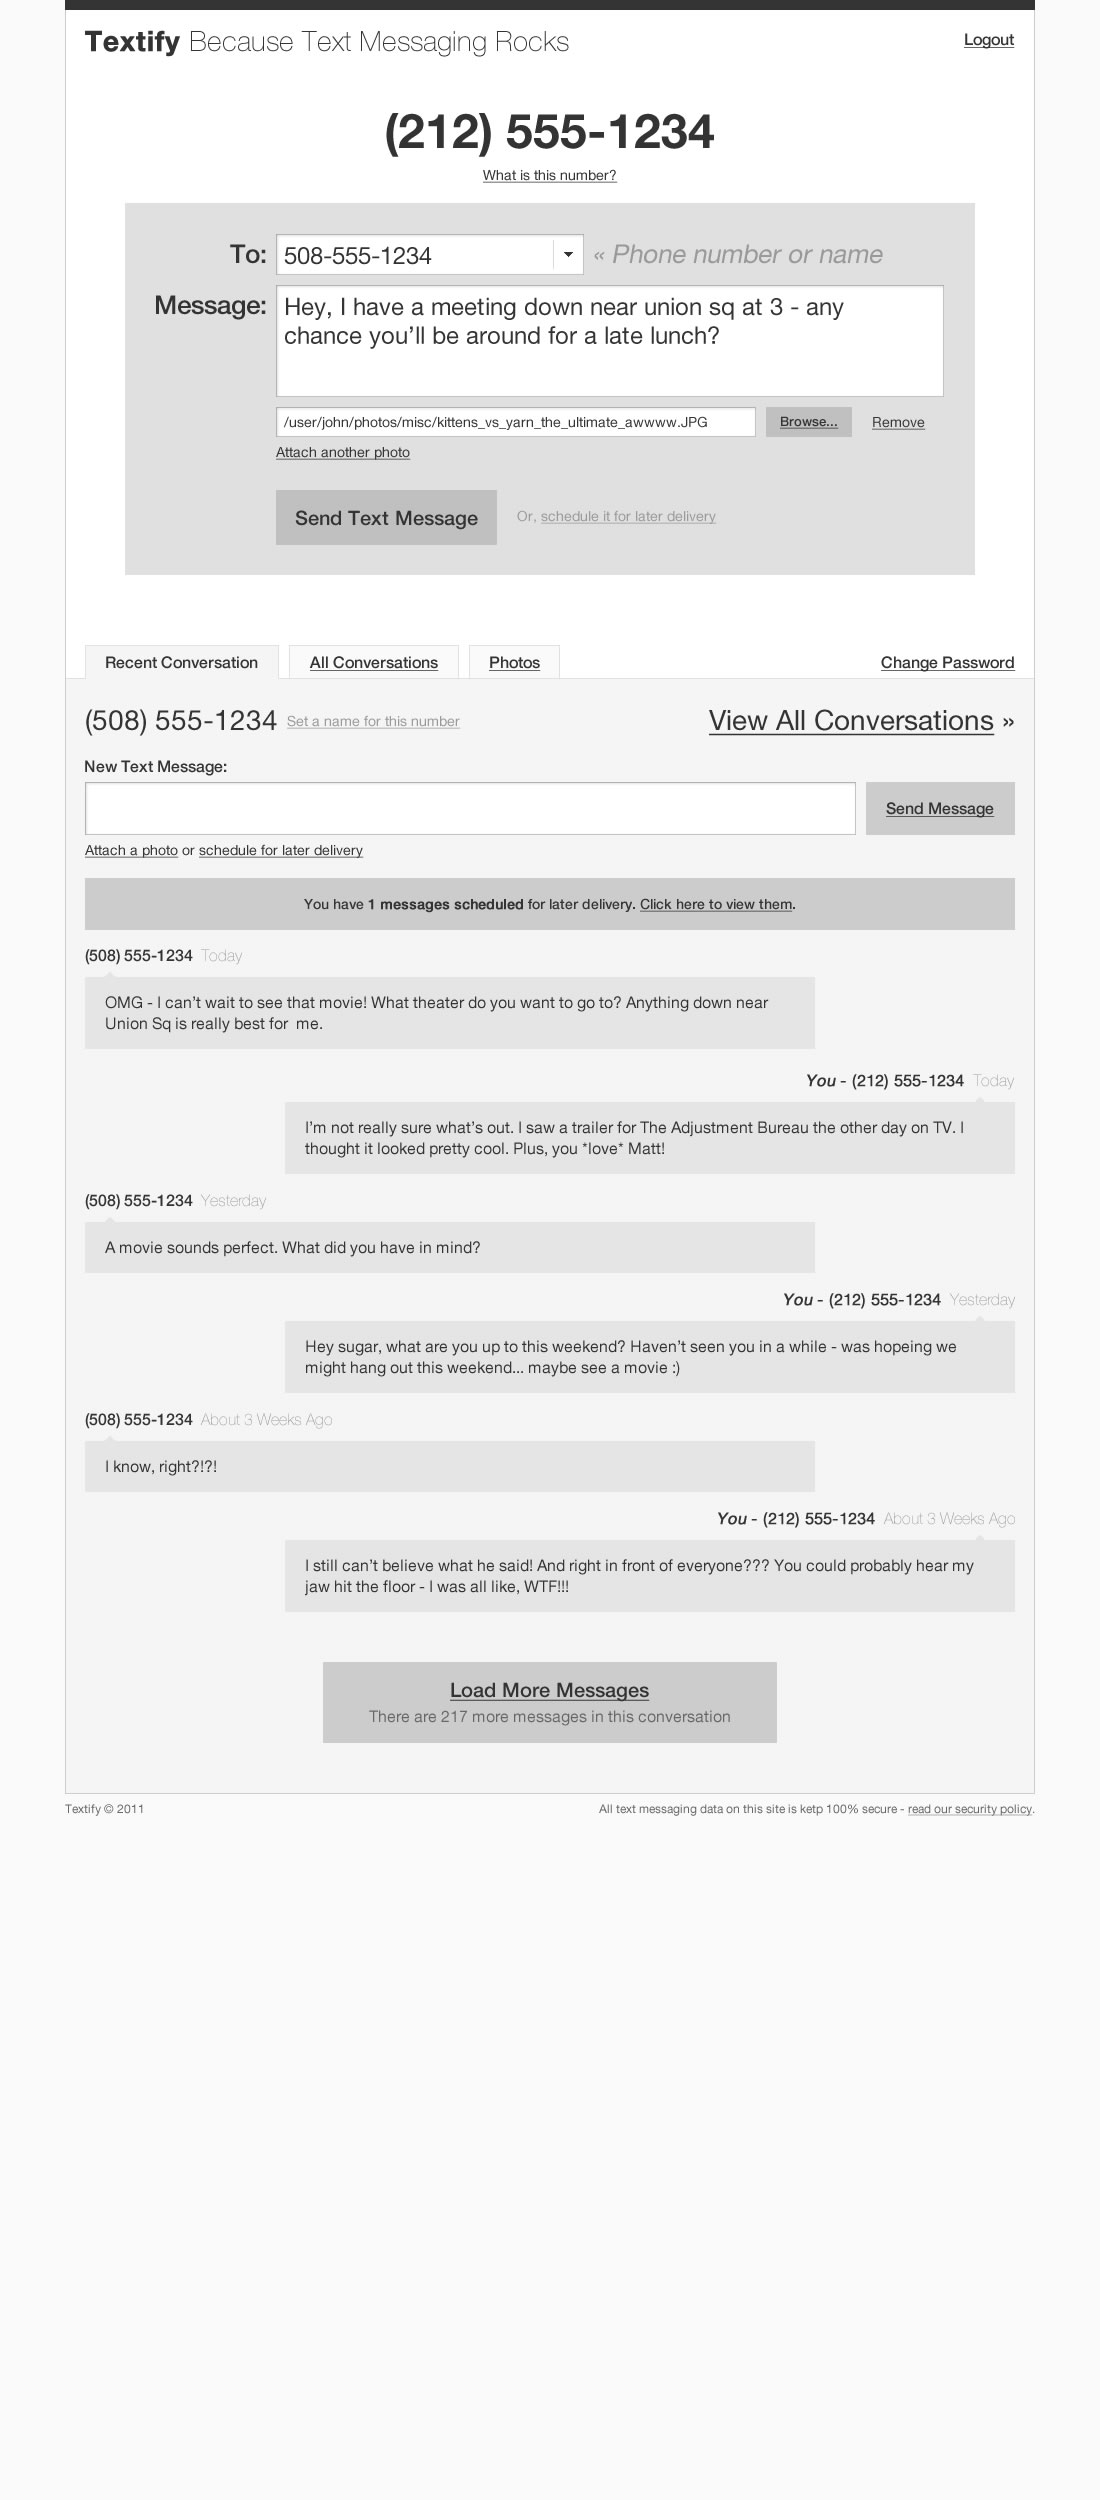 Textify Because Text Messaging Rocks
Logout
(212) 555-1234
What is this number?
To:
508-555-1234
« Phone number or name
Message:
Hey, I have a meeting down near union sq at 3 - any
chance you’ll be around for a late lunch?
/user/john/photos/misc/kittens_vs_yarn_the_ultimate_awwww.JPG
Browse...
Remove
Attach another photo
Send Text Message
Or, schedule it for later delivery
Recent Conversation
All Conversations
Photos
Change Password
(508) 555-1234 Set a name for this number
View All Conversations »
New Text Message:
Send Message
Attach a photo or schedule for later delivery
You have 1 messages scheduled for later delivery. Click here to view them.
(508) 555-1234 Today
OMG - I can’t wait to see that movie! What theater do you want to go to? Anything down near
Union Sq is really best for  me.
You - (212) 555-1234 Today
I’m not really sure what’s out. I saw a trailer for The Adjustment Bureau the other day on TV. I
thought it looked pretty cool. Plus, you *love* Matt!
(508) 555-1234 Yesterday
A movie sounds perfect. What did you have in mind?
You - (212) 555-1234 Yesterday
Hey sugar, what are you up to this weekend? Haven’t seen you in a while - was hopeing we
might hang out this weekend... maybe see a movie :)
(508) 555-1234 About 3 Weeks Ago
I know, right?!?!
You - (212) 555-1234 About 3 Weeks Ago
I still can’t believe what he said! And right in front of everyone??? You could probably hear my
jaw hit the floor - I was all like, WTF!!!
Load More Messages
There are 217 more messages in this conversation
Textify © 2011
All text messaging data on this site is ketp 100% secure - read our security policy.